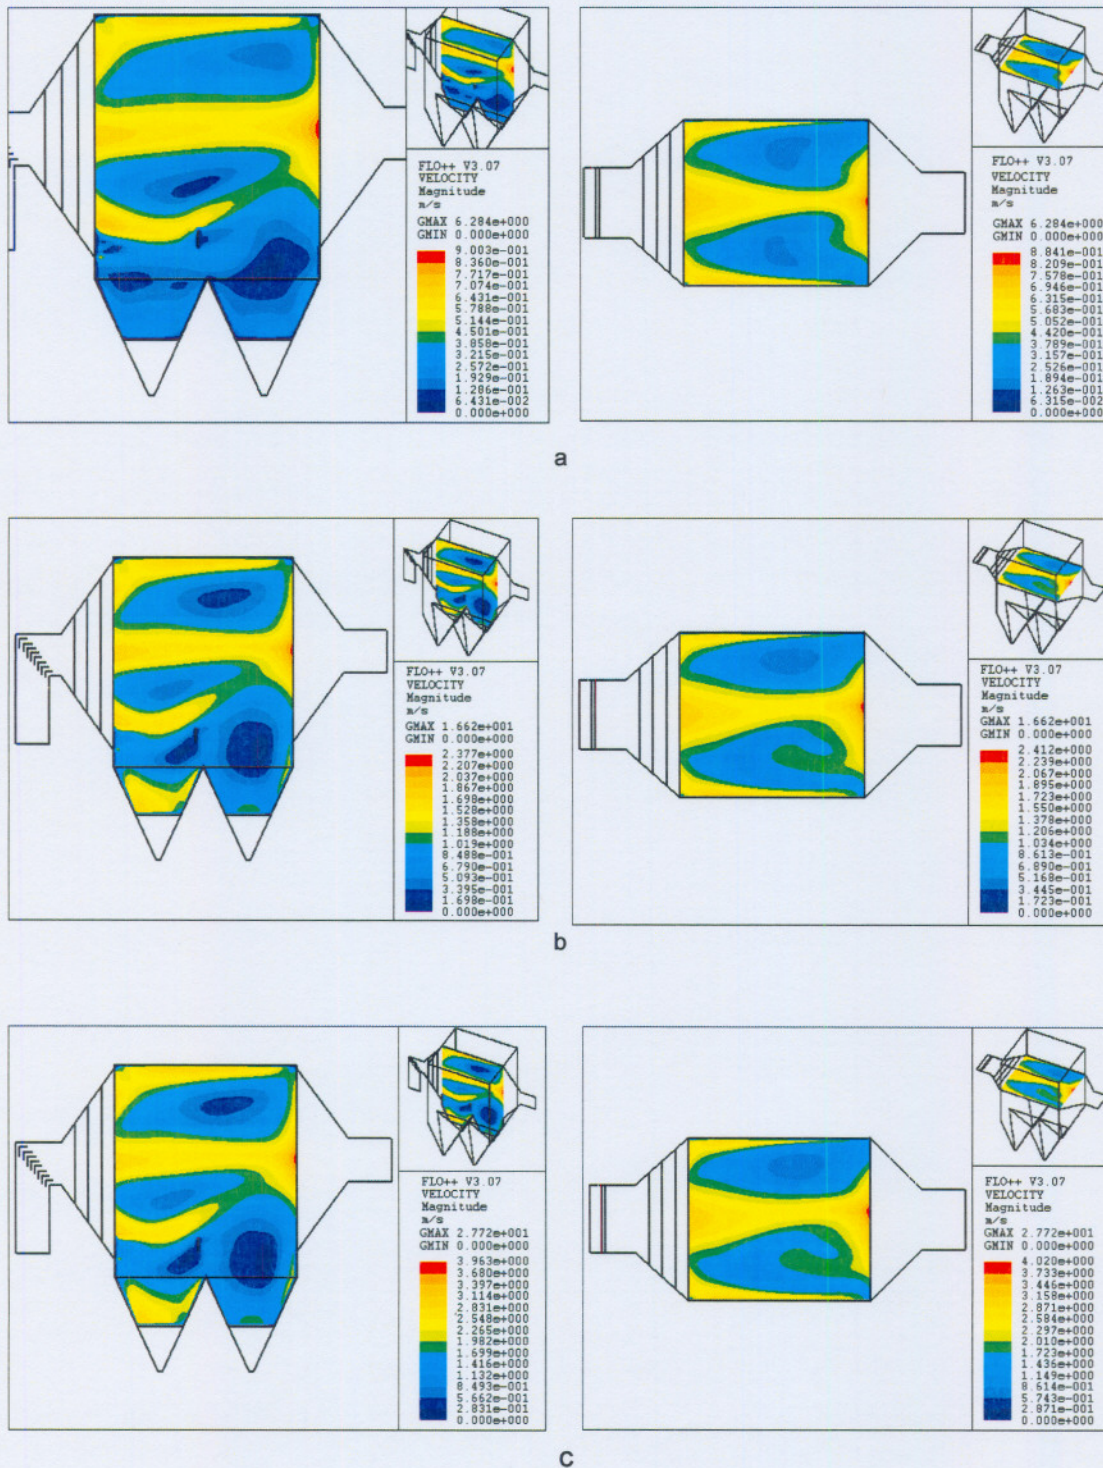 FLO++ V3.07
VELOCITY
Magnitude
m/s
GMAX 6.284e+000
GMIN 0.000e+000
9.003e-001
8.360e-001
7.717e-001
7.074e-001
6.431e-001
5.788e-001
5.144e-001
4.501e-001
3.858e-001
3.215e-001
2.572e-001
1.929e-001
1.286e-001
6.431e-002
0.000e+000
FLO++ V3.07
VELOCITY
Magnitude
m/s
GMAX 6.284e+000
GMIN 0.000e+000
8.841e-001
8.209e-001
7.578e-001
6.946e-001
6.315e-001
5.683e-001
5.052e-001
4.420e-001
3.789e-001
3.157e-001
2.526e-001
1.894e-001
1.263e-001
6.315e-002
0.000e+000
a
FLO++ V3.07
VELOCITY
Magnitude
m/s
GMAX 1.662e+001
GMIN 0.000e+000
2.377e+000
2.207e+000
2.037e+000
1.867e+000
1.698e+000
1.528e+000
1.358e+000
1.188e+000
1.019e+000
8.488e-001
6.790e-001
5.093e-001
3.395e-001
1.698e-001
0.000e+000
FLO++ V3.07
VELOCITY
Magnitude
m/s
GMAX 1.662e+001
GMIN 0.000e+000
2.412e+000
2.239e+000
2.067e+000
1.895e+000
1.723e+000
1.550e+000
1.378e+000
1.206e+000
1.034e+000
8.613e-001
6.890e-001
5.168e-001
3.445e-001
1.723e-001
0.000e+000
b
FLO++ V3.07
VELOCITY
Magnitude
m/s
GMAX 2.772e+001
GMIN 0.000e+000
3.963e+000
3.680e+000
3.397e+000
3.114e+000
2.831e+000
2.548e+000
2.265e+000
1.982e+000
1.699e+000
1.416e+000
1.132e+000
8.493e-001
5.662e-001
2.831e-001
0.000e+000
FLO++ V3.07
VELOCITY
Magnitude
m/s
GMAX 2.772e+001
GMIN 0.000e+000
4.020e+000
3.733e+000
3.446e+000
3.158e+000
2.871e+000
2.584e+000
2.297e+000
2.010e+000
1.723e+000
1.436e+000
1.149e+000
8.614e-001
5.743e-001
2.871e-001
0.000e+000
c